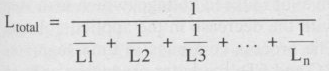 L_total = 1 / (1/L1 + 1/L2 + 1/L3 + ... + 1/L_n)